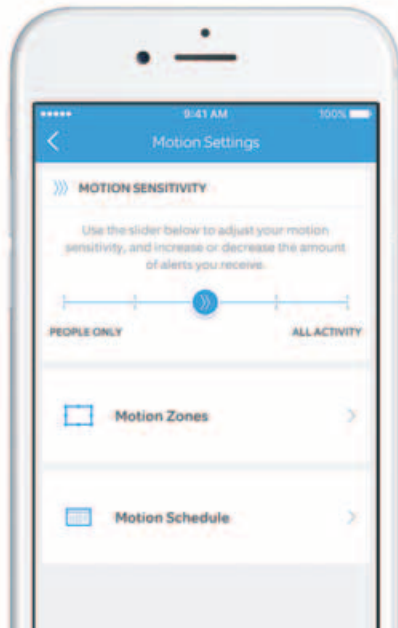 9:41 AM
100%
Motion Settings
MOTION SENSITIVITY
Use the slider below to adjust your motion
sensitivity, and increase or decrease the amount
of alerts you receive.
PEOPLE ONLY
ALL ACTIVITY
Motion Zones
Motion Schedule